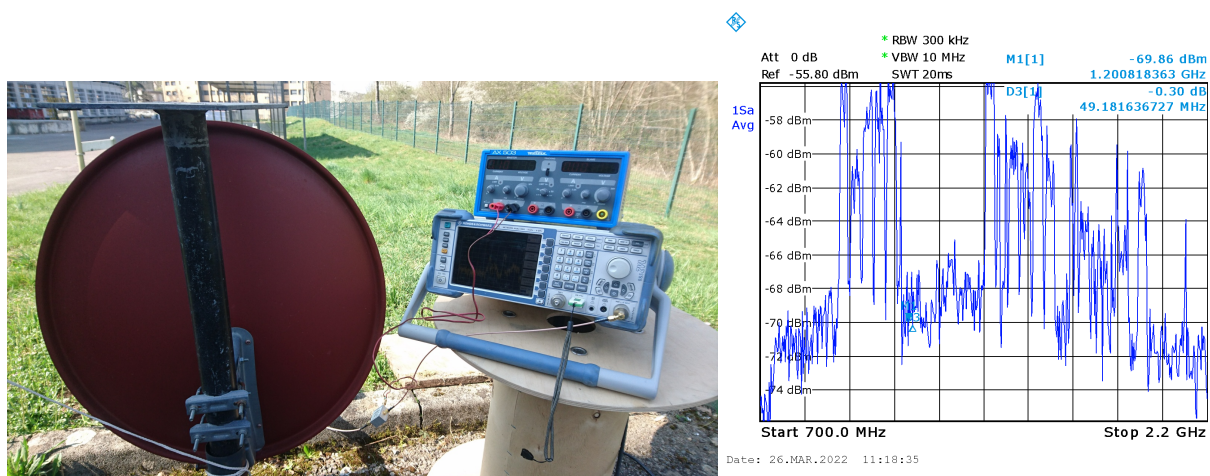 * RBW 300 kHz
Att 0 dB * VBW 10 MHz M1[1] -69.86 dBm
Ref -55.80 dBm SWT 20ms 1.200818363 GHz
D3[1] -0.30 dB
49.181636727 MHz
1Sa
Avg
-58 dBm
-60 dBm
-62 dBm
-64 dBm
-66 dBm
-68 dBm
-70 dBm
-72 dBm
-74 dBm
Start 700.0 MHz Stop 2.2 GHz
Date: 26.MAR.2022 11:18:35